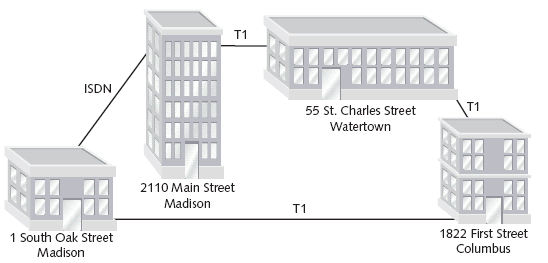 T1
ISDN
55 St. Charles Street
Watertown
T1
2110 Main Street
Madison
T1
1 South Oak Street
Madison
1822 First Street
Columbus